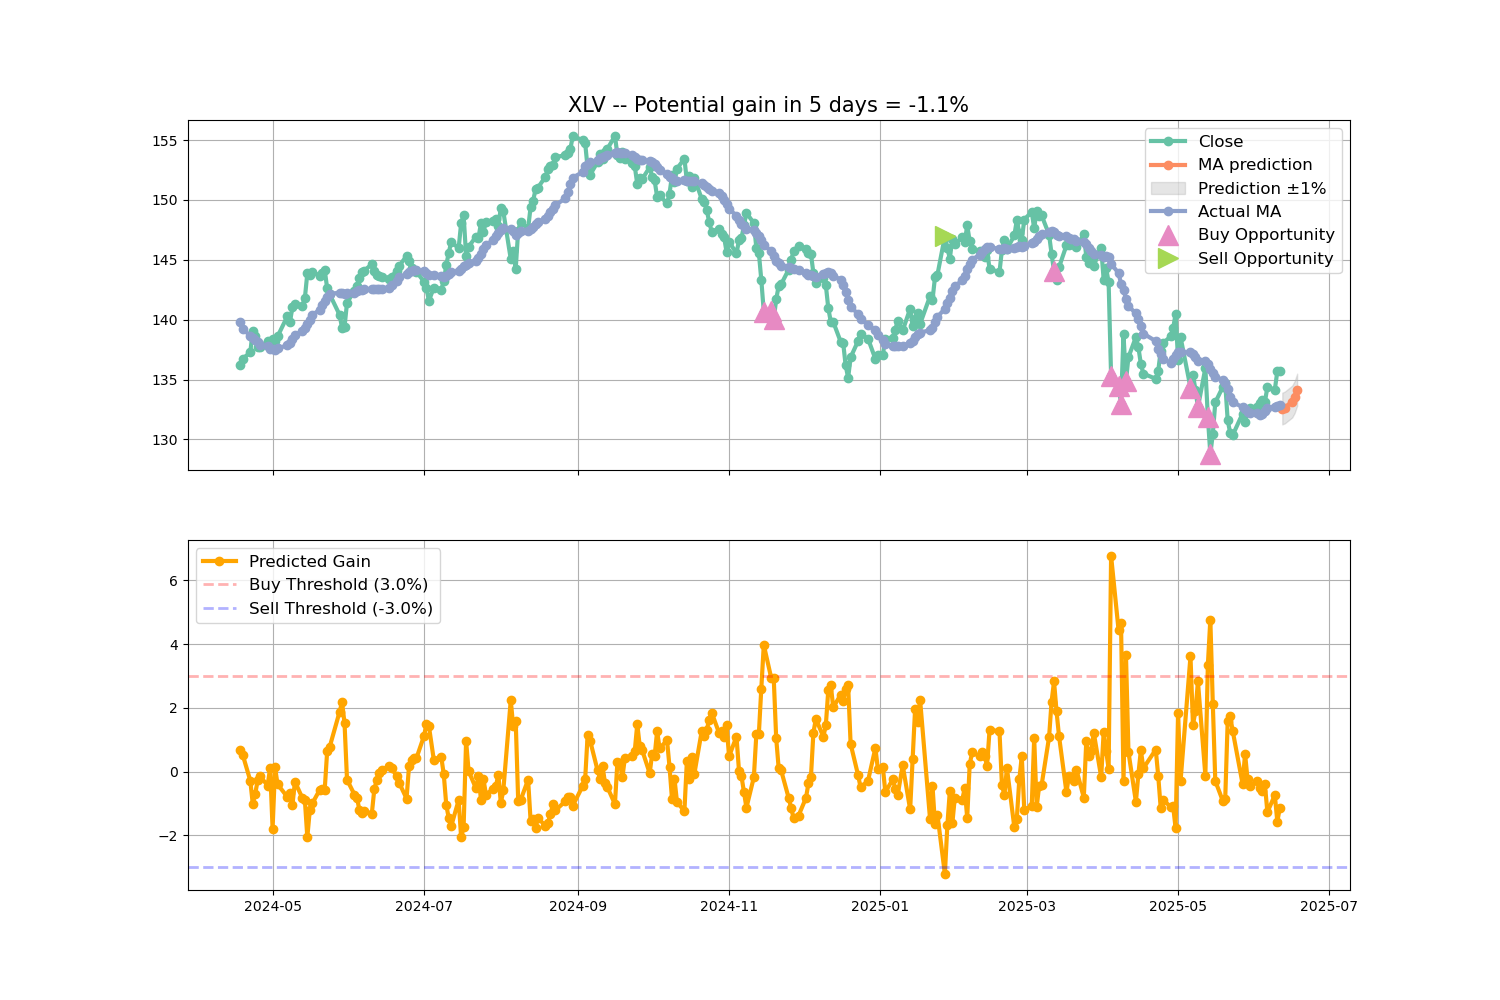 XLV -- Potential gain in 5 days = -1.1%
155
150
145
140
135
130
Close
MA prediction
Prediction ±1%
Actual MA
Buy Opportunity
Sell Opportunity
6
4
2
0
−2
Predicted Gain
Buy Threshold (3.0%)
Sell Threshold (-3.0%)
2024-05
2024-07
2024-09
2024-11
2025-01
2025-03
2025-05
2025-07